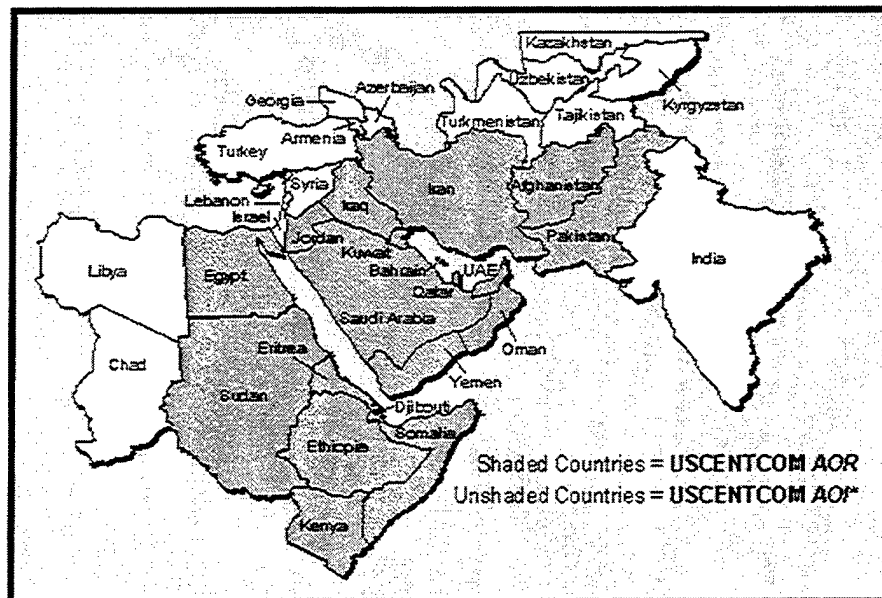 Kazakhstan
Uzbekistan
Azerbaijan
Georgia
Turkmenistan
Tajikistan
Kyrgyzstan
Armenia
Turkey
Syria
Iran
Afghanistan
Lebanon
Iraq
Israel
Jordan
Pakistan
Kuwait
Libya
Egypt
Bahrain
UAE
India
Qatar
Saudi Arabia
Eritrea
Oman
Chad
Sudan
Yemen
Djibouti
Ethiopia
Somalia
Shaded Countries = USCENTCOM AOR
Unshaded Countries = USCENTCOM AOI*
Kenya